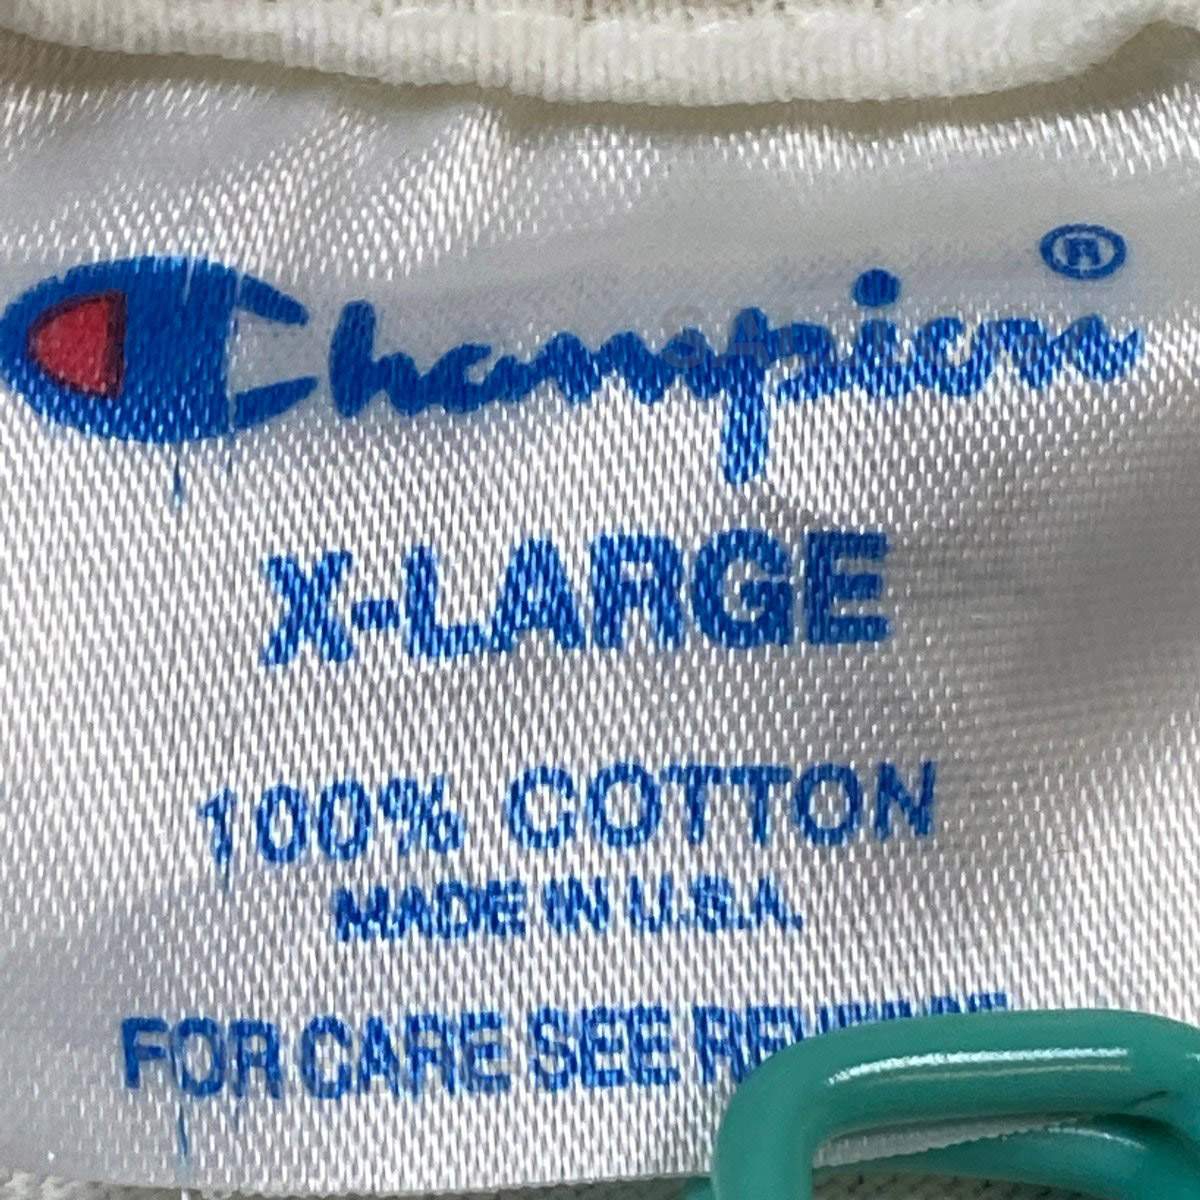 Champion®
X-LARGE
100% COTTON
MADE IN U.S.A.
FOR CARE SEE